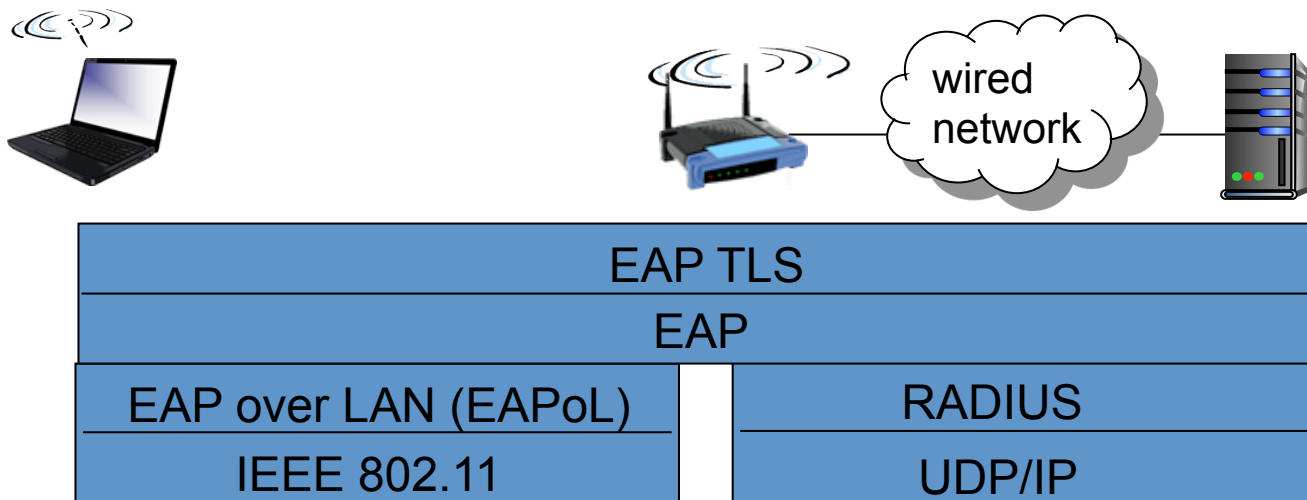 wired
network
EAP TLS
EAP
EAP over LAN (EAPoL)
RADIUS
IEEE 802.11
UDP/IP